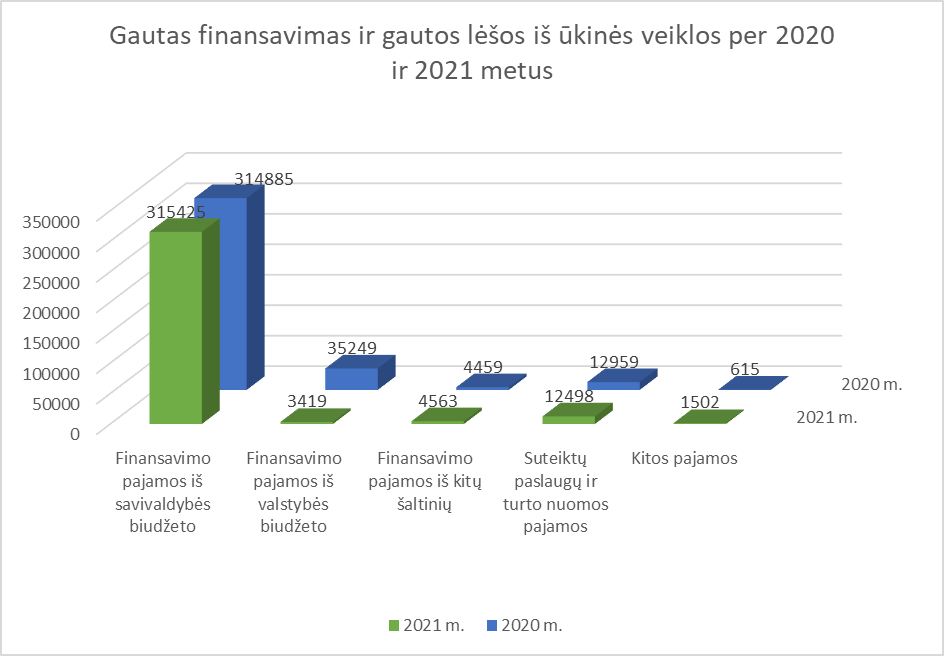 Gautas finansavimas ir gautos lėšos iš ūkinės veiklos per 2020
ir 2021 metus
314885
315425
350000
300000
250000
200000
150000
100000
50000
0
35249
4459
12959
615
3419
4563
12498
1502
2020 m.
2021 m.
Finansavimo
pajamos iš
savivaldybės
biudžeto
Finansavimo
pajamos iš
valstybės
biudžeto
Finansavimo
pajamos iš kitų
šaltinių
Suteiktų
paslaugų ir
turto nuomos
pajamos
Kitos pajamos
2021 m.
2020 m.